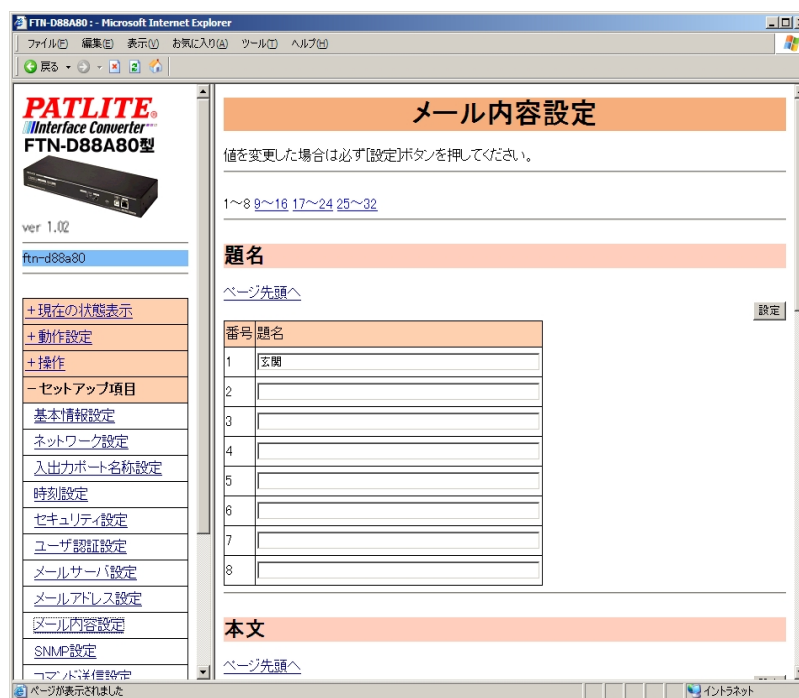 FTN-D88A80 : - Microsoft Internet Explorer
ファイル(F) 編集(E) 表示(V) お気に入り(A) ツール(T) ヘルプ(H)
戻る
PATLITE®
Interface Converter
FTN-D88A80型
ver 1.02
ftn-d88a80
+現在の状態表示
+動作設定
+操作
-セットアップ項目
基本情報設定
ネットワーク設定
入出力ポート名称設定
時刻設定
セキュリティ設定
ユーザ認証設定
メールサーバ設定
メールアドレス設定
メール内容設定
SNMP設定
コマンド送信設定
メール内容設定
値を変更した場合は必ず[設定]ボタンを押してください。
1～8 9～16 17～24 25～32
題名
ページ先頭へ
設定
番号 題名
1 玄関
2
3
4
5
6
7
8
本文
ページ先頭へ
ページが表示されました
イントラネット